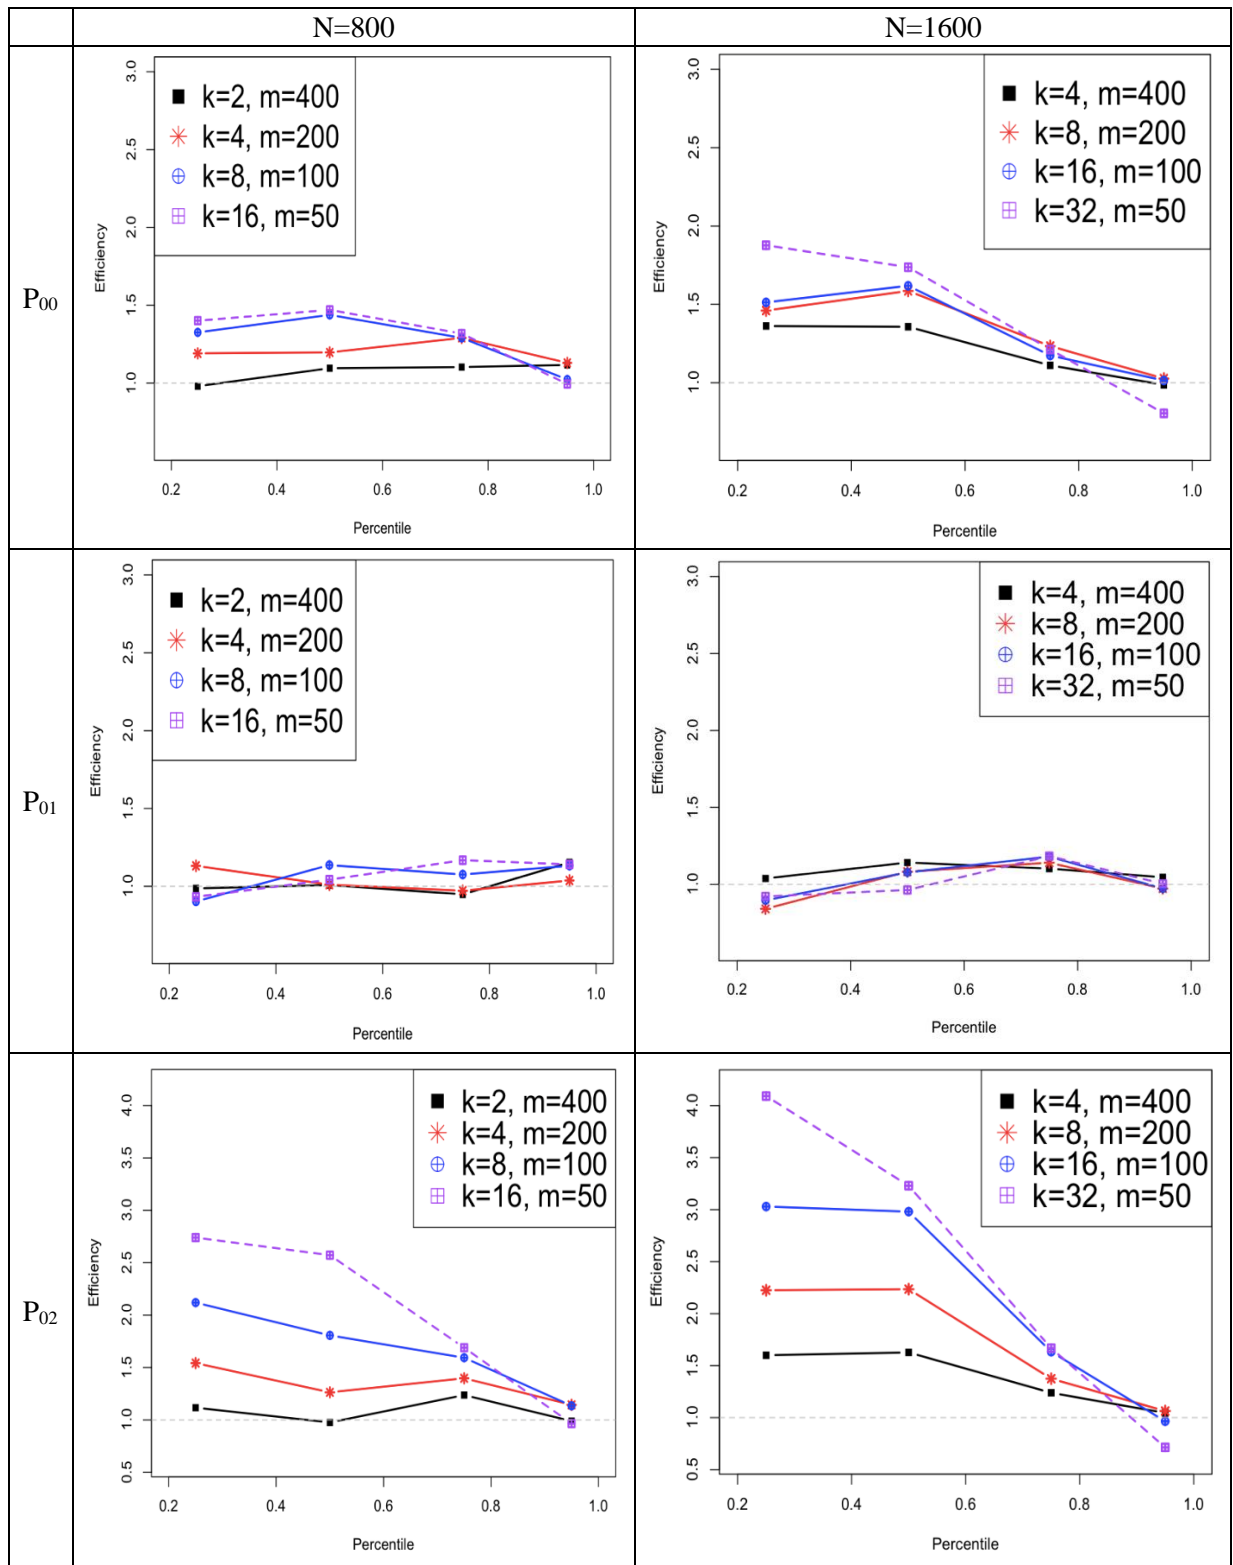 N=800
N=1600
P00
3.0
2.5
2.0
1.5
1.0
Efficiency
k=2, m=400
k=4, m=200
k=8, m=100
k=16, m=50
0.2 0.4 0.6 0.8 1.0
Percentile
3.0
2.5
2.0
1.5
1.0
Efficiency
k=4, m=400
k=8, m=200
k=16, m=100
k=32, m=50
0.2 0.4 0.6 0.8 1.0
Percentile
P01
3.0
2.5
2.0
1.5
1.0
Efficiency
k=2, m=400
k=4, m=200
k=8, m=100
k=16, m=50
0.2 0.4 0.6 0.8 1.0
Percentile
3.0
2.5
2.0
1.5
1.0
Efficiency
k=4, m=400
k=8, m=200
k=16, m=100
k=32, m=50
0.2 0.4 0.6 0.8 1.0
Percentile
P02
4.0
3.5
3.0
2.5
2.0
1.5
1.0
0.5
Efficiency
k=2, m=400
k=4, m=200
k=8, m=100
k=16, m=50
0.2 0.4 0.6 0.8 1.0
Percentile
4.0
3.5
3.0
2.5
2.0
1.5
1.0
0.5
Efficiency
k=4, m=400
k=8, m=200
k=16, m=100
k=32, m=50
0.2 0.4 0.6 0.8 1.0
Percentile